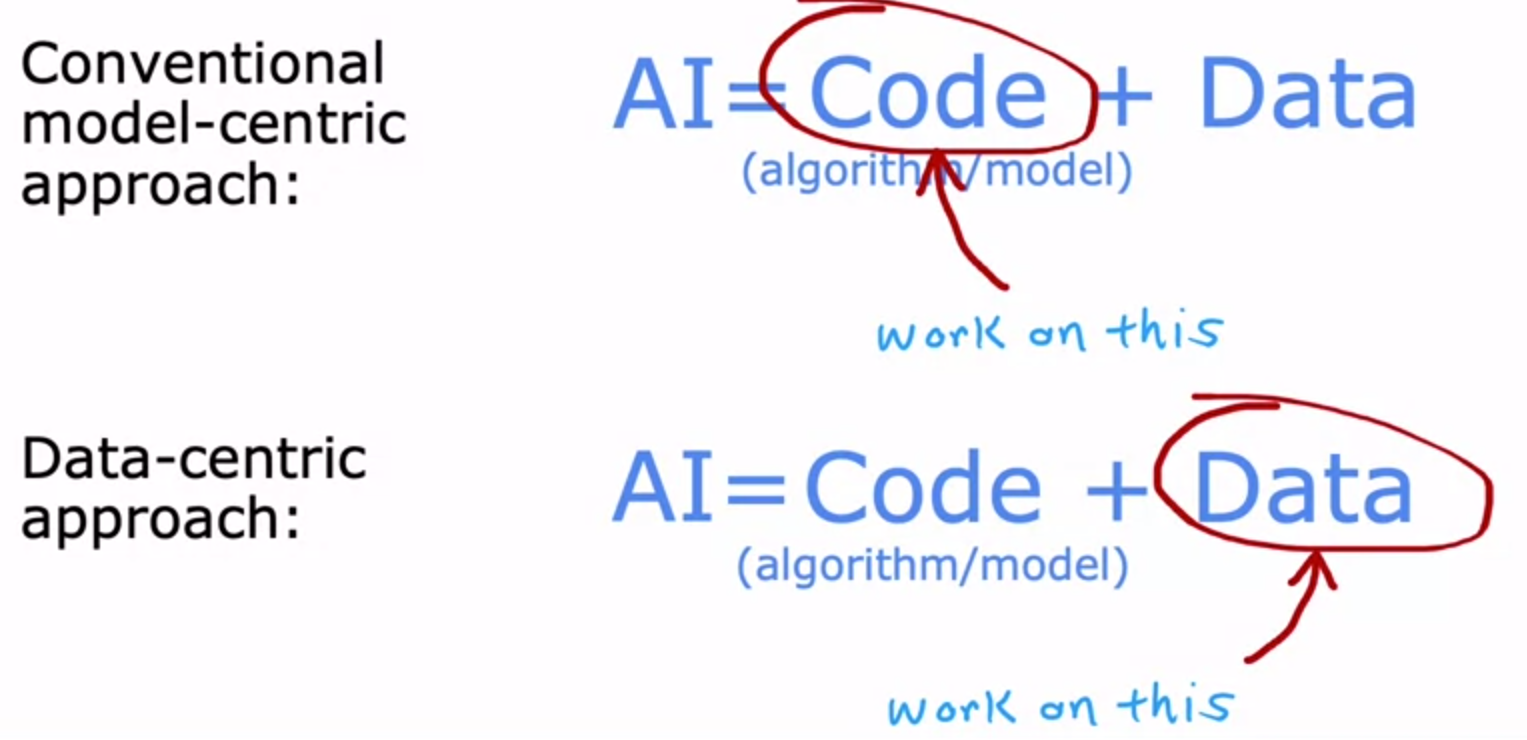 Conventional
model-centric
approach:
AI= Code + Data
(algorithm/model)
work on this
Data-centric
approach:
AI= Code + Data
(algorithm/model)
work on this